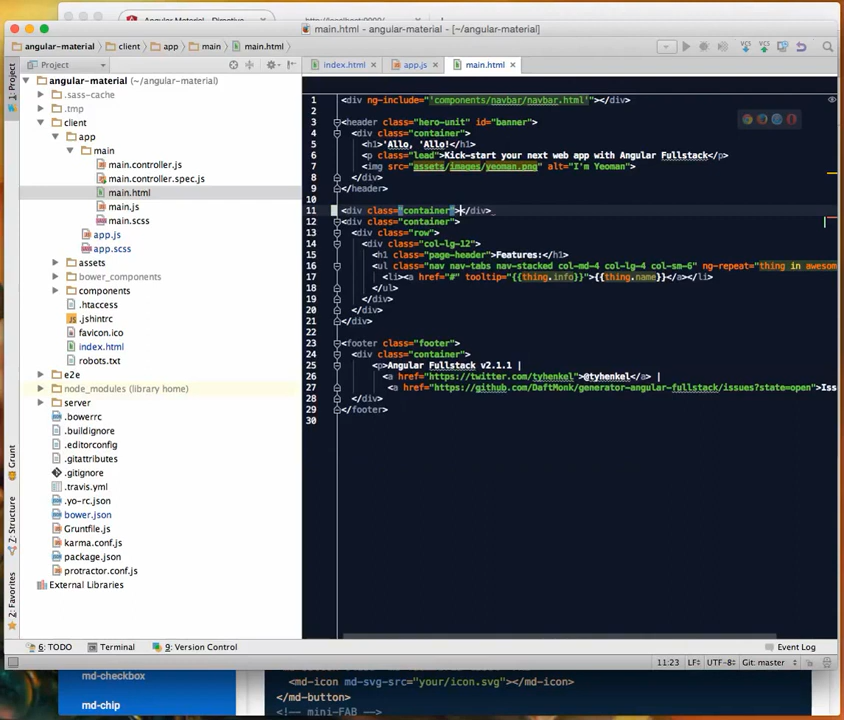 Angular Material - Directive
http://localhost:9000/
main.html - angular-material - [~/angular-material]
angular-material
client
app
main
main.html
Project
index.html
app.js
main.html
1: Project
Grunt
7: Structure
2: Favorites
angular-material (~/angular-material)
.sass-cache
.tmp
client
app
main
main.controller.js
main.controller.spec.js
main.html
main.js
main.scss
app.js
app.scss
assets
bower_components
components
.htaccess
.jshintrc
favicon.ico
index.html
robots.txt
e2e
node_modules (library home)
server
.bowerrc
.buildignore
.editorconfig
.gitattributes
.gitignore
.travis.yml
.yo-rc.json
bower.json
Gruntfile.js
karma.conf.js
package.json
protractor.conf.js
External Libraries
1 <div ng-include="'components/navbar/navbar.html'"></div>
2
3 <header class="hero-unit" id="banner">
4 <div class="container">
5 <h1>'Allo, 'Allo!</h1>
6 <p class="lead">Kick-start your next web app with Angular Fullstack</p>
7 <img src="assets/images/yeoman.png" alt="I'm Yeoman">
8 </div>
9 </header>
10
11 <div class="container"></div>
12 <div class="container">
13 <div class="row">
14 <div class="col-lg-12">
15 <h1 class="page-header">Features:</h1>
16 <ul class="nav nav-tabs nav-stacked col-md-4 col-lg-4 col-sm-6" ng-repeat="thing in awesom
17 <li><a href="#" tooltip="{{thing.info}}">{{thing.name}}</a></li>
18 </ul>
19 </div>
20 </div>
21 </div>
22
23 <footer class="footer">
24 <div class="container">
25 <p>Angular Fullstack v2.1.1 |
26 <a href="https://twitter.com/tyhenkel">@tyhenkel</a> |
27 <a href="https://github.com/DaftMonk/generator-angular-fullstack/issues?state=open">Iss
28 </div>
29 </footer>
30
6: TODO
Terminal
9: Version Control
Event Log
11:23
LF
UTF-8
Git: master
md-checkbox
md-chip
<md-icon md-svg-src="your/icon.svg"></md-icon>
</md-button>
<!-- mini-FAB -->